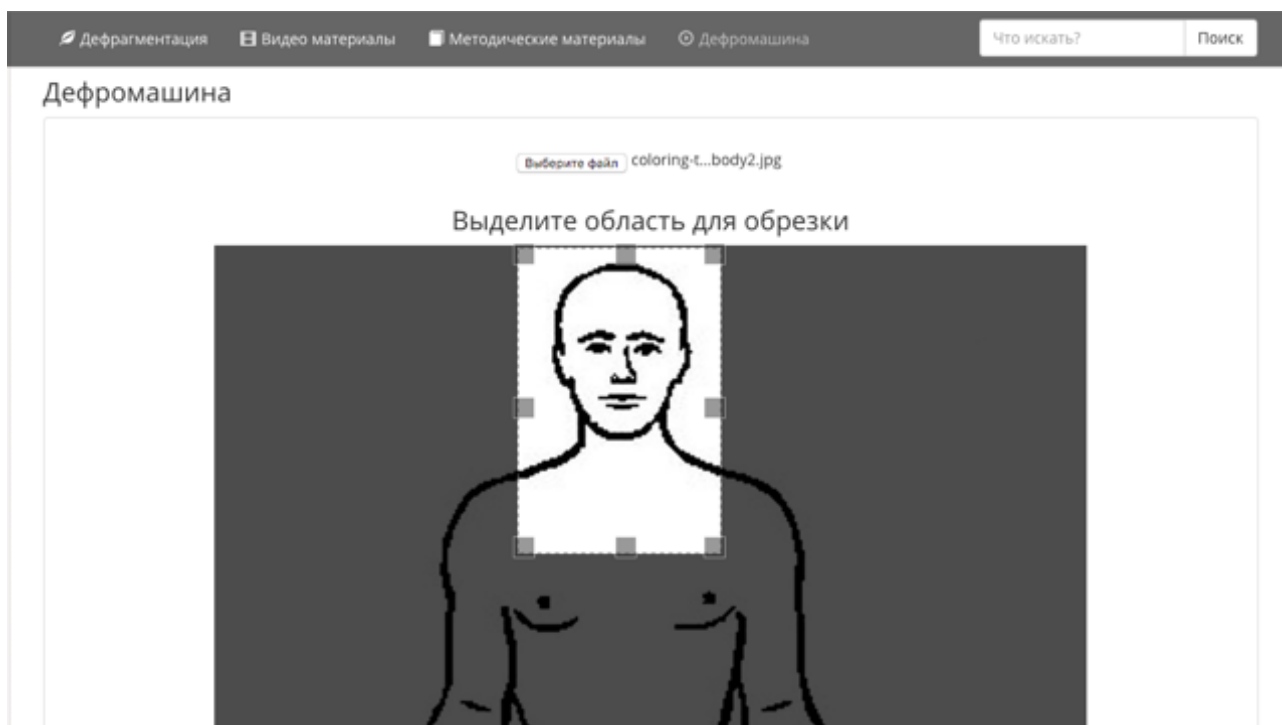 Дефрагментация Видео материалы Методические материалы Дефромашина Что искать? Поиск
Дефромашина
Выберите файл coloring-t...body2.jpg
Выделите область для обрезки